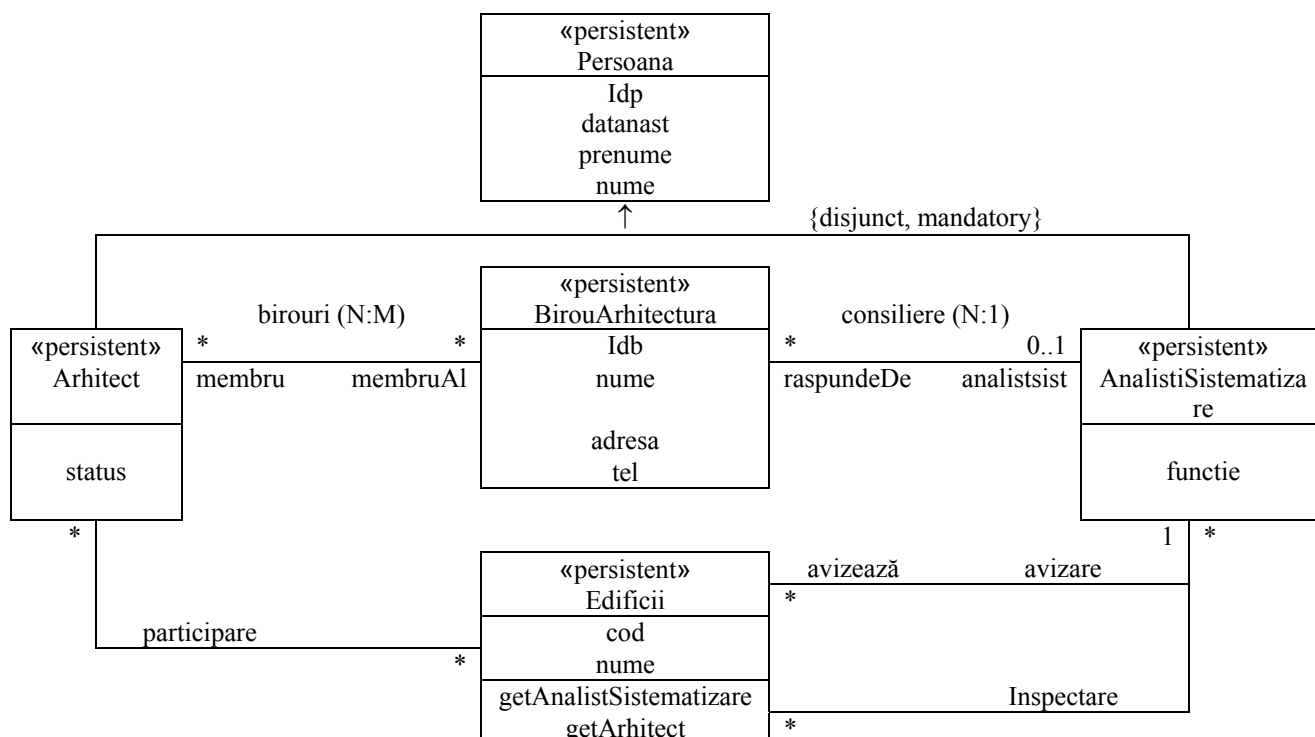 «persistent»
Persoana
Idp
datanast
prenume
nume
↑
{disjunct, mandatory}
«persistent»
BirouArhitectura
Idb
nume
adresa
tel
birouri (N:M)
* *
membru membruAl
consiliere (N:1)
* 0..1
raspundeDe analistsist
«persistent»
Arhitect
status
«persistent»
AnalistiSistematiza
re
functie
*
1 *
«persistent»
Edificii
cod
nume
getAnalistSistematizare
getArhitect
avizează avizare
*
participare
*
Inspectare
*